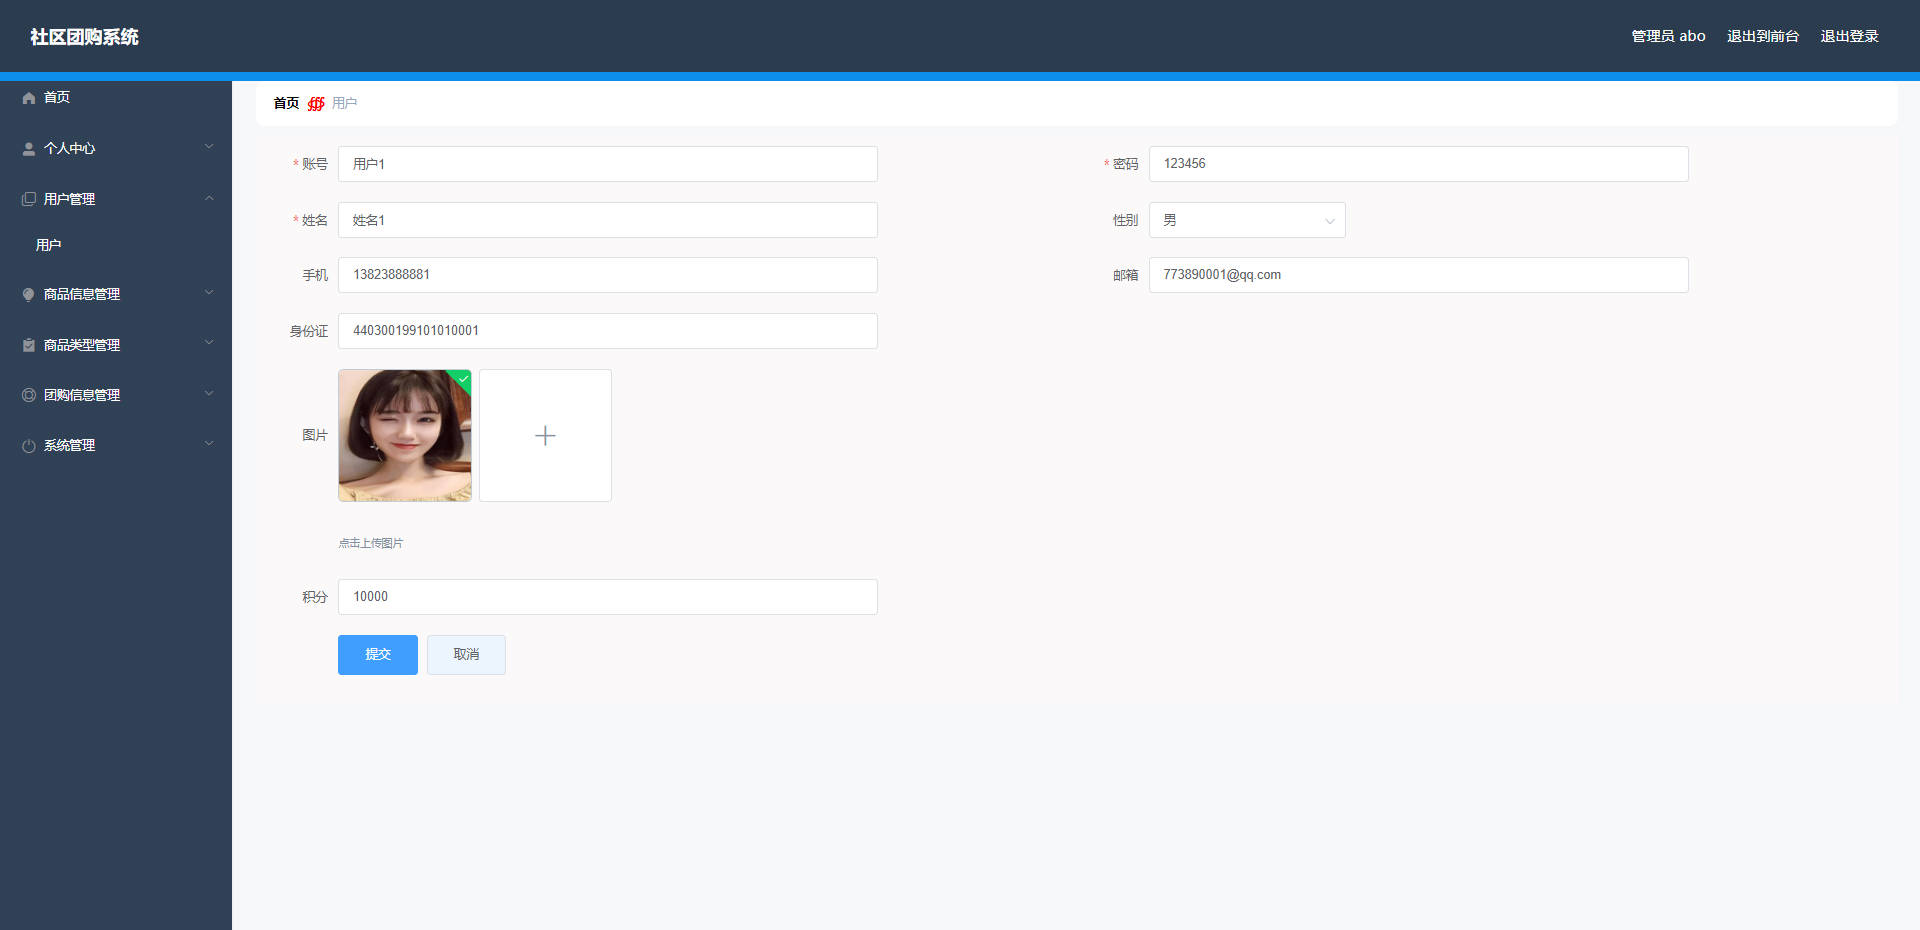 社区团购系统
管理员 abo 退出到前台 退出登录
首页
个人中心
用户管理
用户
商品信息管理
商品类型管理
团购信息管理
系统管理
首页 ∰ 用户
* 账号 用户1 * 密码 123456
* 姓名 姓名1 性别 男
手机 13823888881 邮箱 773890001@qq.com
身份证 440300199101010001
图片
点击上传图片
积分 10000
提交 取消